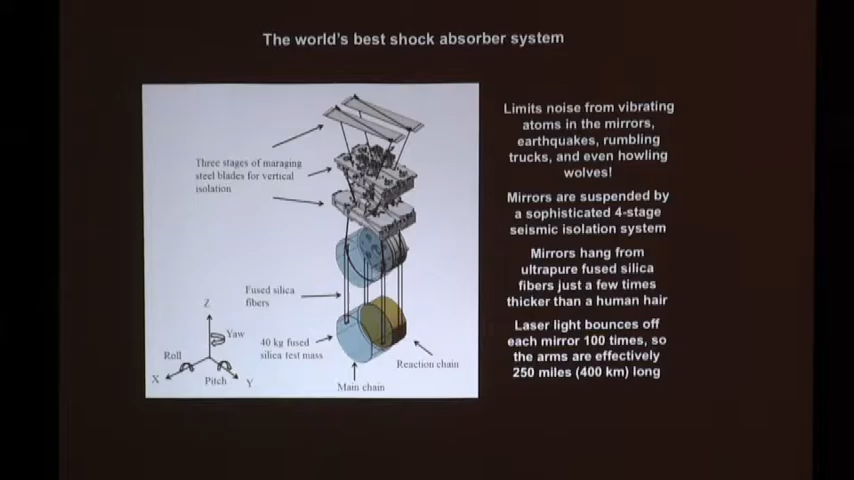 The world's best shock absorber system
Three stages of maraging
steel blades for vertical
isolation
Fused silica
fibers
40 kg fused
silica test mass
Main chain
Reaction chain
Z
Yaw
Roll
X
Pitch
Y
Limits noise from vibrating
atoms in the mirrors,
earthquakes, rumbling
trucks, and even howling
wolves!
Mirrors are suspended by
a sophisticated 4-stage
seismic isolation system
Mirrors hang from
ultrapure fused silica
fibers just a few times
thicker than a human hair
Laser light bounces off
each mirror 100 times, so
the arms are effectively
250 miles (400 km) long